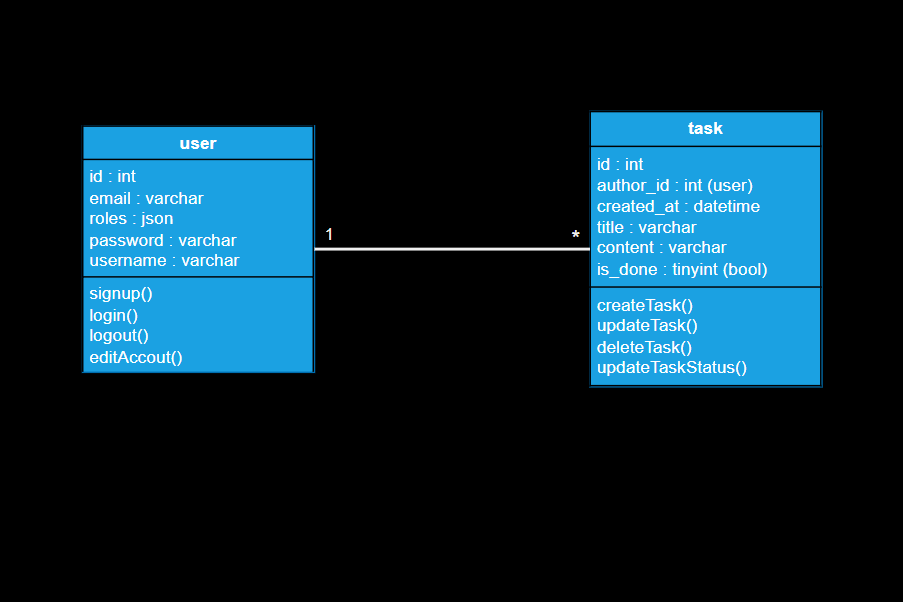 user
id : int
email : varchar
roles : json
password : varchar
username : varchar
signup()
login()
logout()
editAccout()
1
*
task
id : int
author_id : int (user)
created_at : datetime
title : varchar
content : varchar
is_done : tinyint (bool)
createTask()
updateTask()
deleteTask()
updateTaskStatus()